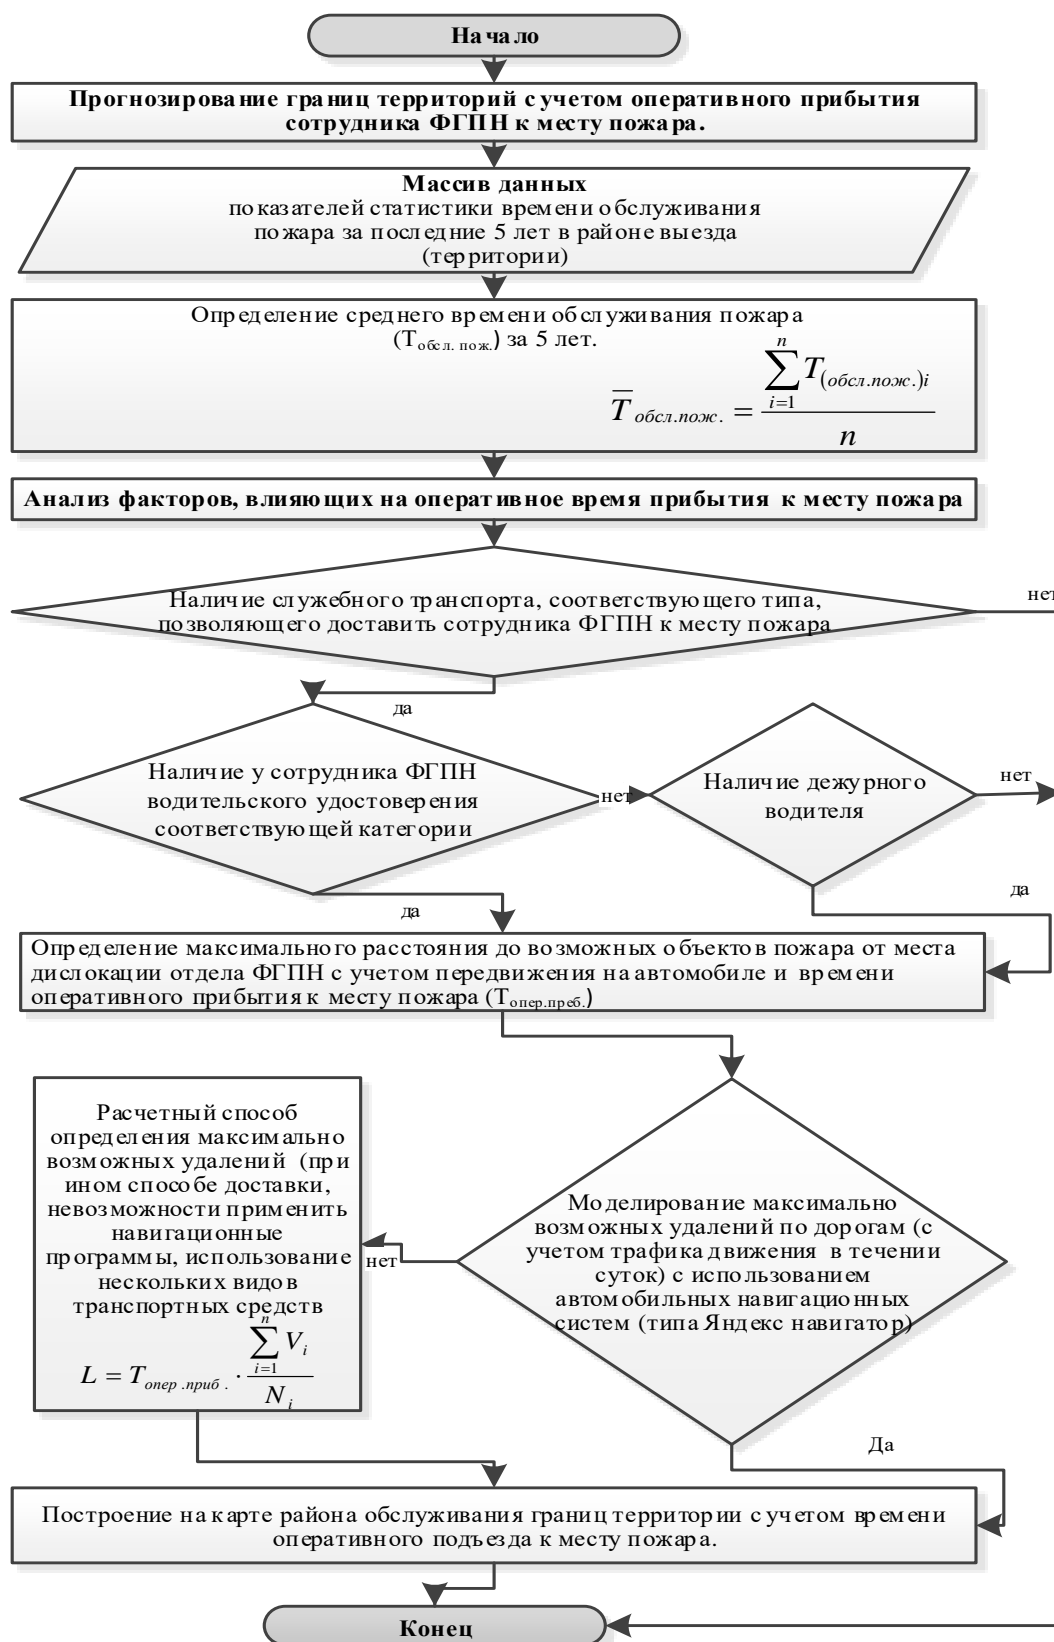 Начало
Прогнозирование границ территорий с учетом оперативного прибытия
сотрудника ФГПН к месту пожара.
Массив данных
показателей статистики времени обслуживания
пожара за последние 5 лет в районе выезда
(территории)
Определение среднего времени обслуживания пожара
(Тобсл. пож.) за 5 лет.
T̅обсл.пож. = ∑ⁿᵢ₌₁ T(обсл.пож.)i / n
Анализ факторов, влияющих на оперативное время прибытия к месту пожара
Наличие служебного транспорта, соответствующего типа,
позволяющего доставить сотрудника ФГПН к месту пожара
нет
да
Наличие у сотрудника ФГПН
водительского удостоверения
соответствующей категории
нет
Наличие дежурного
водителя
нет
да
да
Определение максимального расстояния до возможных объектов пожара от места
дислокации отдела ФГПН с учетом передвижения на автомобиле и времени
оперативного прибытия к месту пожара (Топер.преб.)
Расчетный способ
определения максимально
возможных удалений (при
ином способе доставки,
невозможности применить
навигационные
программы, использование
нескольких видов
транспортных средств
L = Tопер.приб. · ∑ⁿᵢ₌₁ Vi / Ni
нет
Моделирование максимально
возможных удалений по дорогам (с
учетом трафика движения в течении
суток) с использованием
автомобильных навигационных
систем (типа Яндекс навигатор)
Да
Построение на карте района обслуживания границ территории с учетом времени
оперативного подъезда к месту пожара.
Конец